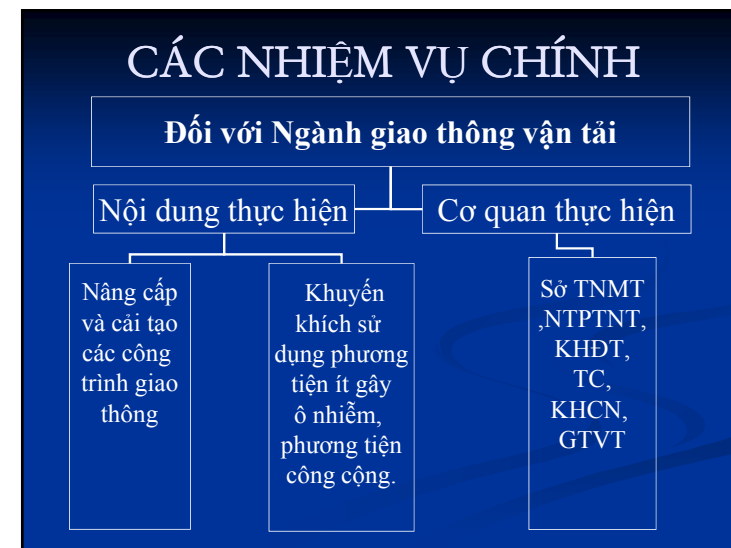 CÁC NHIỆM VỤ CHÍNH
Đối với Ngành giao thông vận tải
Nội dung thực hiện
Cơ quan thực hiện
Nâng cấp
và cải tạo
các công
trình giao
thông
Khuyến
khích sử
dụng phương
tiện ít gây
ô nhiễm,
phương tiện
công cộng.
Sở TNMT
,NTPTNT,
KHĐT,
TC,
KHCN,
GTVT